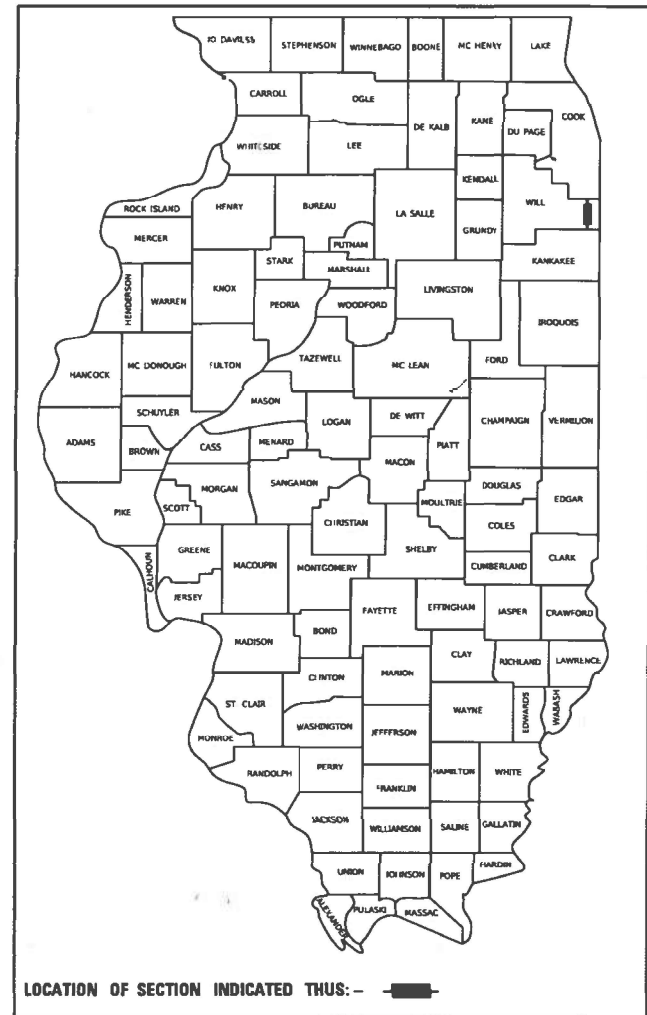 JO DAVIESS STEPHENSON WINNEBAGO BOONE MC HENRY LAKE
CARROLL OGLE DE KALB KANE COOK
DU PAGE
WHITESIDE LEE
KENDALL
ROCK ISLAND HENRY BUREAU LA SALLE WILL
MERCER PUTNAM GRUNDY
STARK MARSHALL KANKAKEE
HENDERSON WARREN KNOX PEORIA WOODFORD LIVINGSTON
IROQUOIS
HANCOCK MC DONOUGH FULTON TAZEWELL MC LEAN FORD
MASON
SCHUYLER LOGAN DE WITT CHAMPAIGN VERMILION
ADAMS BROWN CASS MENARD MACON PIATT
MORGAN SANGAMON DOUGLAS EDGAR
PIKE SCOTT CHRISTIAN MOULTRIE COLES
SHELBY
CALHOUN GREENE MACOUPIN MONTGOMERY CUMBERLAND CLARK
JERSEY FAYETTE EFFINGHAM JASPER CRAWFORD
MADISON BOND CLAY
CLINTON MARION RICHLAND LAWRENCE
ST CLAIR WAYNE EDWARDS WABASH
MONROE WASHINGTON JEFFERSON
RANDOLPH PERRY HAMILTON WHITE
FRANKLIN
JACKSON WILLIAMSON SALINE GALLATIN
UNION JOHNSON POPE HARDIN
ALEXANDER PULASKI MASSAC
LOCATION OF SECTION INDICATED THUS:-